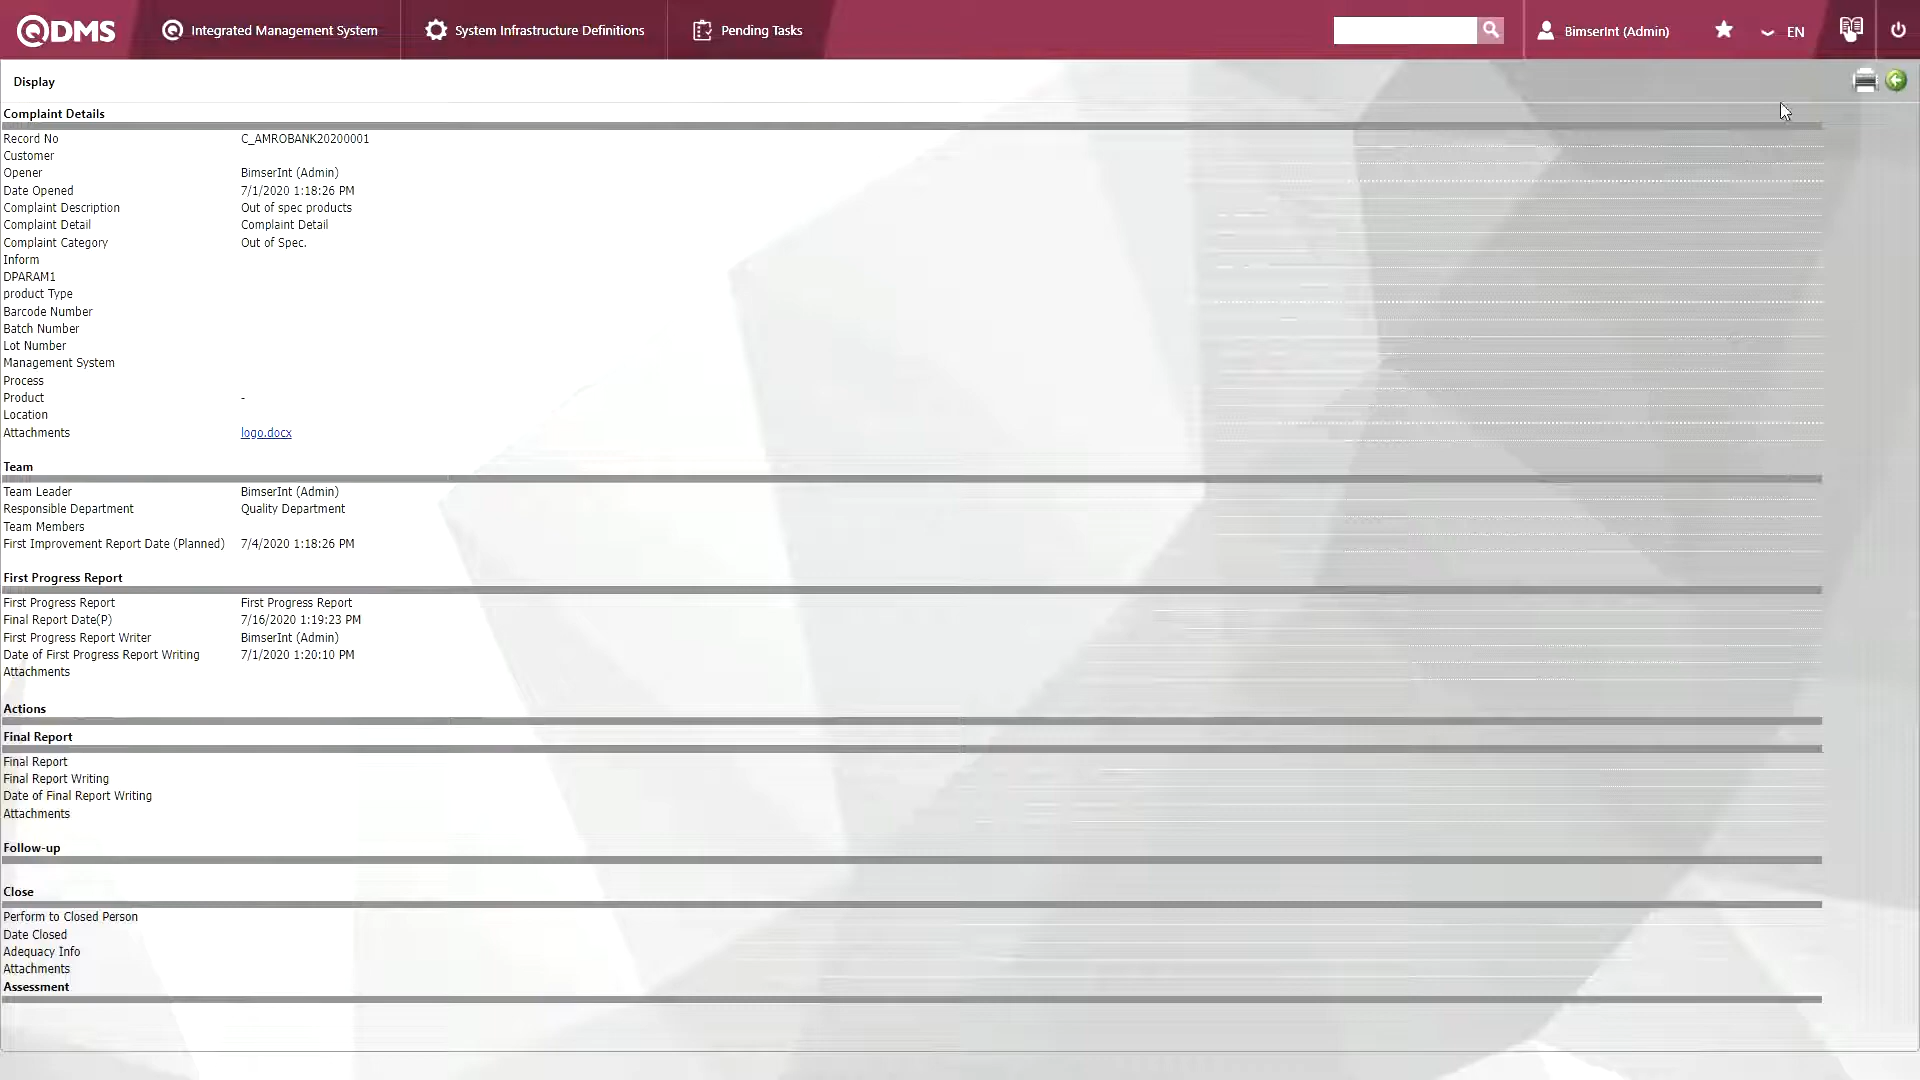 QDMS Integrated Management System System Infrastructure Definitions Pending Tasks BimserInt (Admin) EN
Display
Complaint Details
Record No C_AMROBANK20200001
Customer
Opener BimserInt (Admin)
Date Opened 7/1/2020 1:18:26 PM
Complaint Description Out of spec products
Complaint Detail Complaint Detail
Complaint Category Out of Spec.
Inform
DPARAM1
product Type
Barcode Number
Batch Number
Lot Number
Management System
Process
Product -
Location
Attachments logo.docx
Team
Team Leader BimserInt (Admin)
Responsible Department Quality Department
Team Members
First Improvement Report Date (Planned) 7/4/2020 1:18:26 PM
First Progress Report
First Progress Report First Progress Report
Final Report Date(P) 7/16/2020 1:19:23 PM
First Progress Report Writer BimserInt (Admin)
Date of First Progress Report Writing 7/1/2020 1:20:10 PM
Attachments
Actions
Final Report
Final Report
Final Report Writing
Date of Final Report Writing
Attachments
Follow-up
Close
Perform to Closed Person
Date Closed
Adequacy Info
Attachments
Assessment